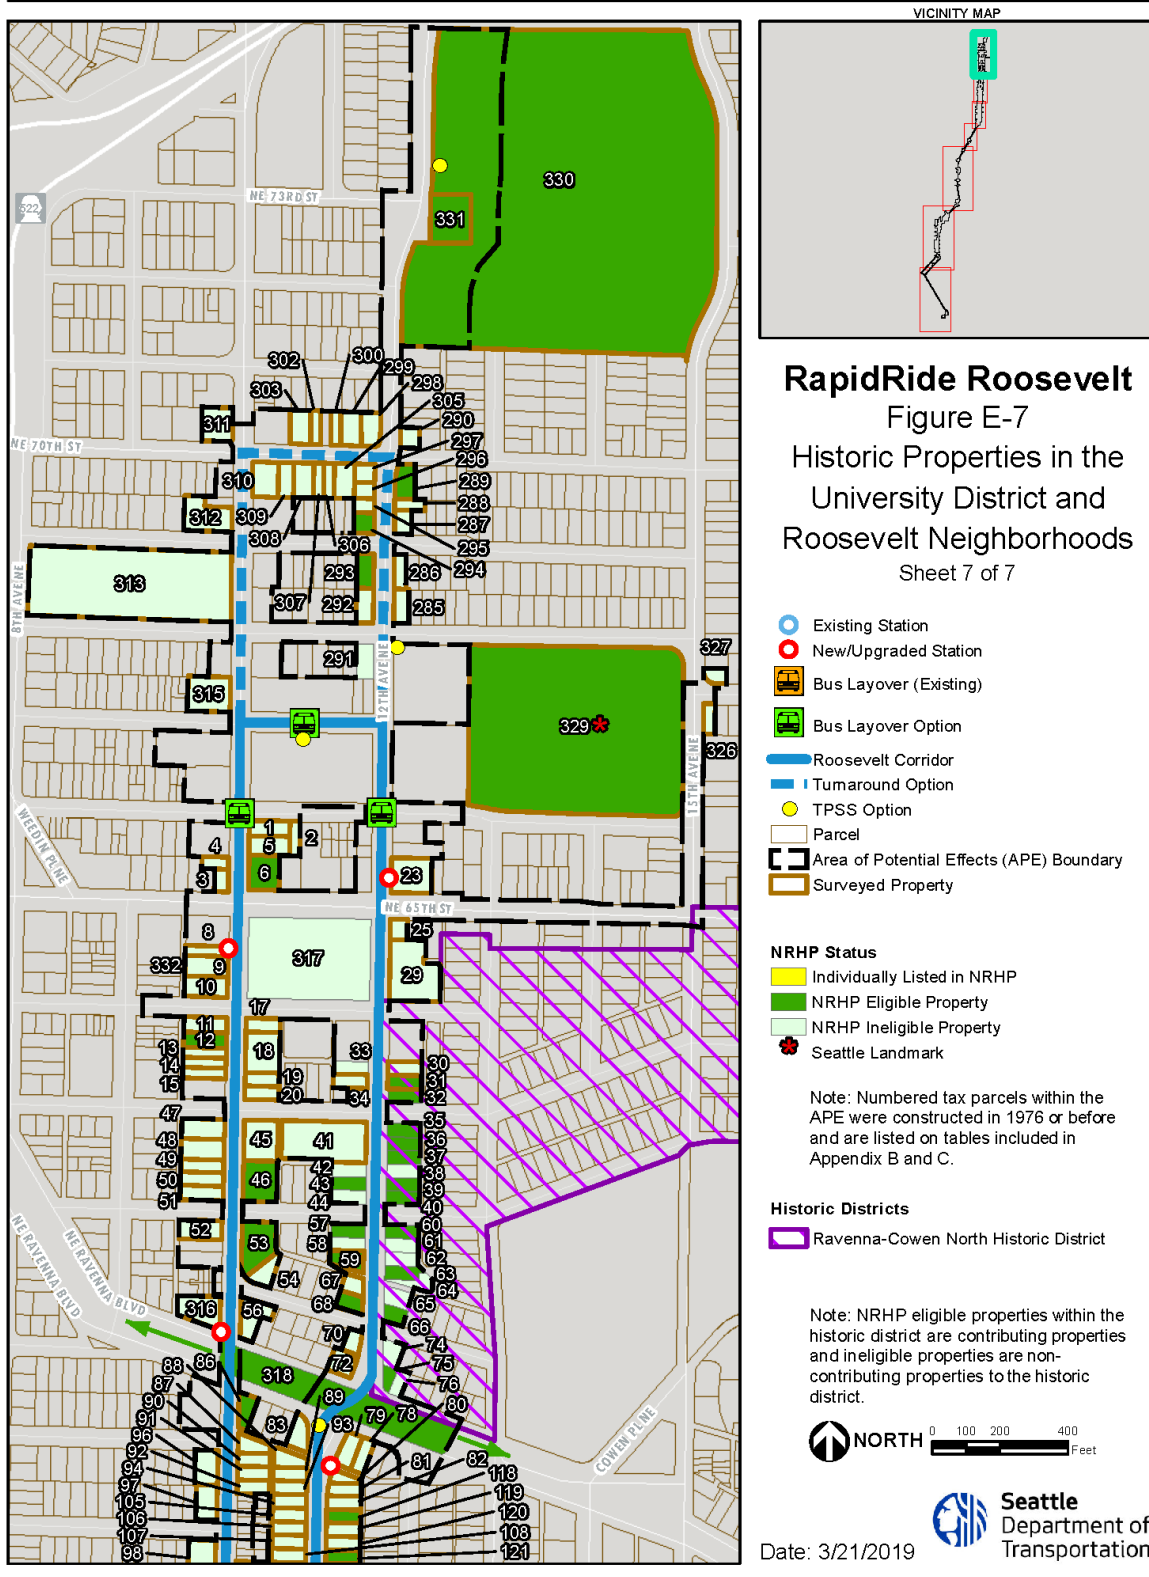 VICINITY MAP
RapidRide Roosevelt
Figure E-7
Historic Properties in the
University District and
Roosevelt Neighborhoods
Sheet 7 of 7
Existing Station
New/Upgraded Station
Bus Layover (Existing)
Bus Layover Option
Roosevelt Corridor
Turnaround Option
TPSS Option
Parcel
Area of Potential Effects (APE) Boundary
Surveyed Property
NRHP Status
Individually Listed in NRHP
NRHP Eligible Property
NRHP Ineligible Property
Seattle Landmark
Note: Numbered tax parcels within the
APE were constructed in 1976 or before
and are listed on tables included in
Appendix B and C.
Historic Districts
Ravenna-Cowen North Historic District
Note: NRHP eligible properties within the
historic district are contributing properties
and ineligible properties are non-
contributing properties to the historic
district.
NORTH
0 100 200 400
Feet
Seattle
Department of
Transportation
Date: 3/21/2019
522
NE 73RD ST
330
331
302
300
299
303
298
305
311
290
NE 70TH ST
297
296
310
289
312
309
288
287
308
306
295
294
313
293
286
8TH AVE NE
307
292
285
291
12TH AVE NE
327
315
329
326
15TH AVE NE
WEEDIN PL NE
1
2
4
5
3
6
23
NE 65TH ST
8
25
332
9
317
29
10
17
11
12
13
18
33
14
30
15
19
31
20
34
32
47
35
48
45
41
36
49
37
50
46
42
38
43
39
51
44
40
52
57
60
53
58
61
59
62
54
67
63
64
NE RAVENNA BLVD
NE RAVENNA BLVD
316
56
68
65
66
70
74
88
86
318
72
75
87
76
90
89
80
91
83
93
79
78
96
92
81
82
94
118
97
119
105
120
106
108
107
121
98
COWEN PL NE